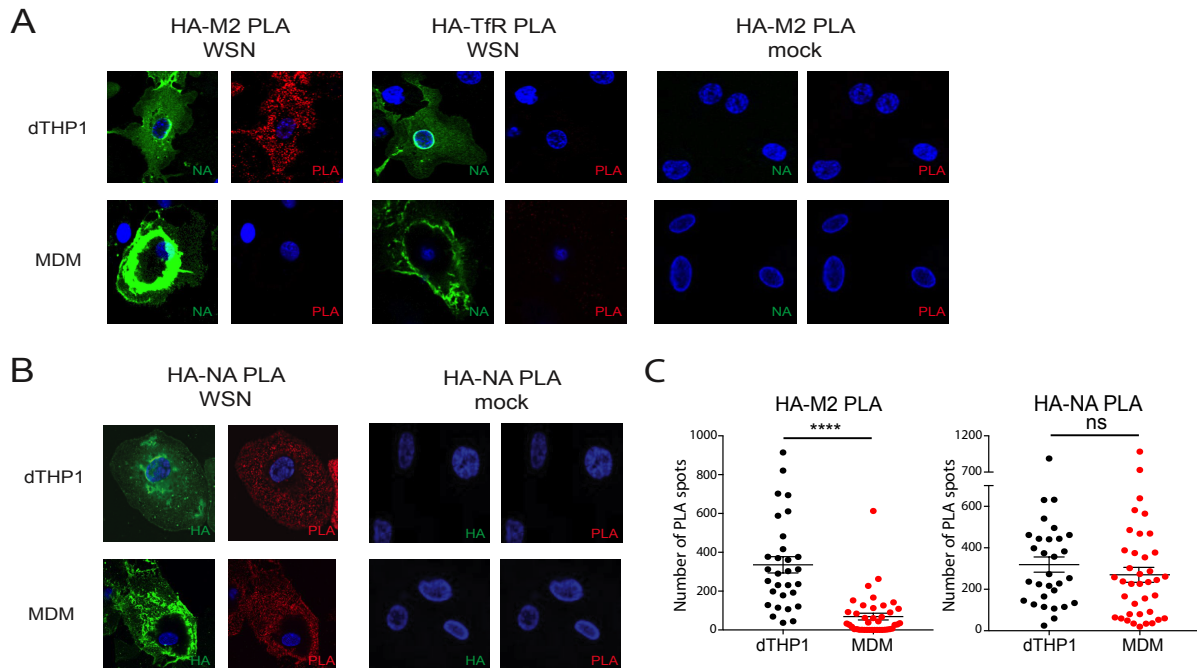 A
HA-M2 PLA
WSN
HA-TfR PLA
WSN
HA-M2 PLA
mock
dTHP1
NA
PLA
NA
PLA
NA
PLA
MDM
NA
PLA
NA
PLA
NA
PLA
B
HA-NA PLA
WSN
HA-NA PLA
mock
dTHP1
HA
PLA
HA
PLA
MDM
HA
PLA
HA
PLA
C
HA-M2 PLA
****
Number of PLA spots
1000
800
600
400
200
0
dTHP1
MDM
HA-NA PLA
ns
Number of PLA spots
1200
700
600
400
200
0
dTHP1
MDM